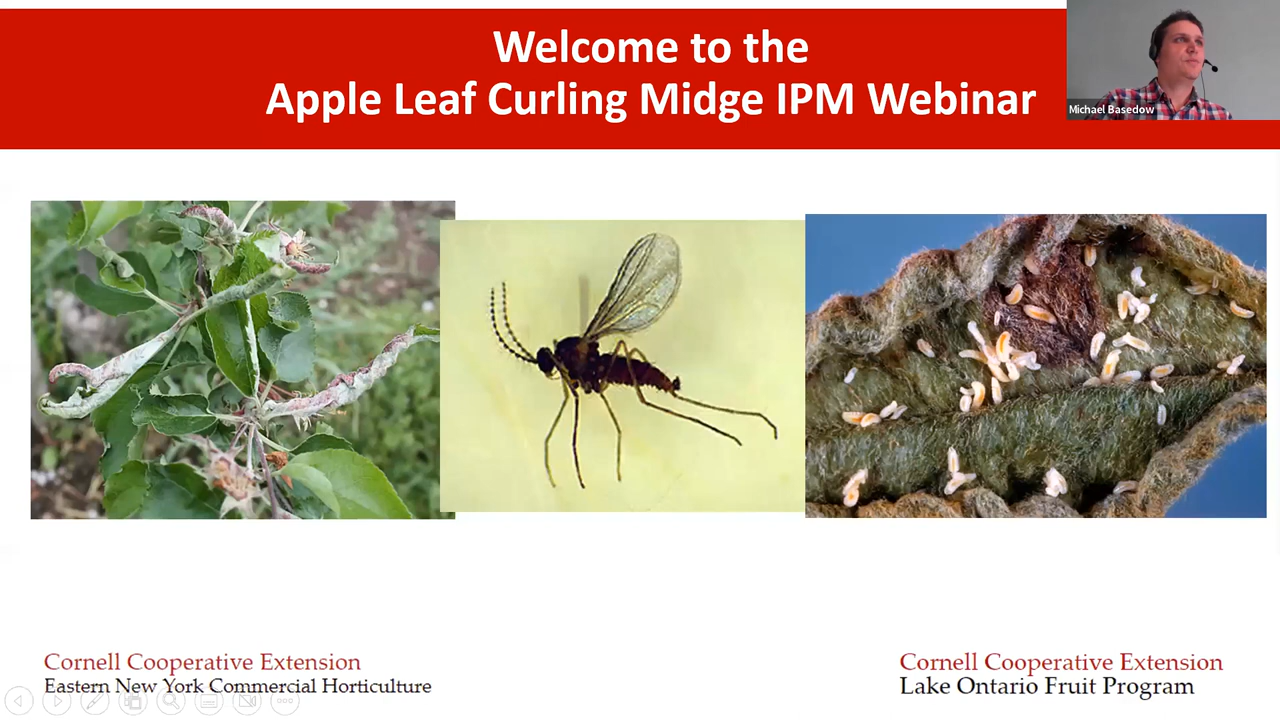 Welcome to the
Apple Leaf Curling Midge IPM Webinar
Michael Basedow
Cornell Cooperative Extension
Eastern New York Commercial Horticulture
Cornell Cooperative Extension
Lake Ontario Fruit Program